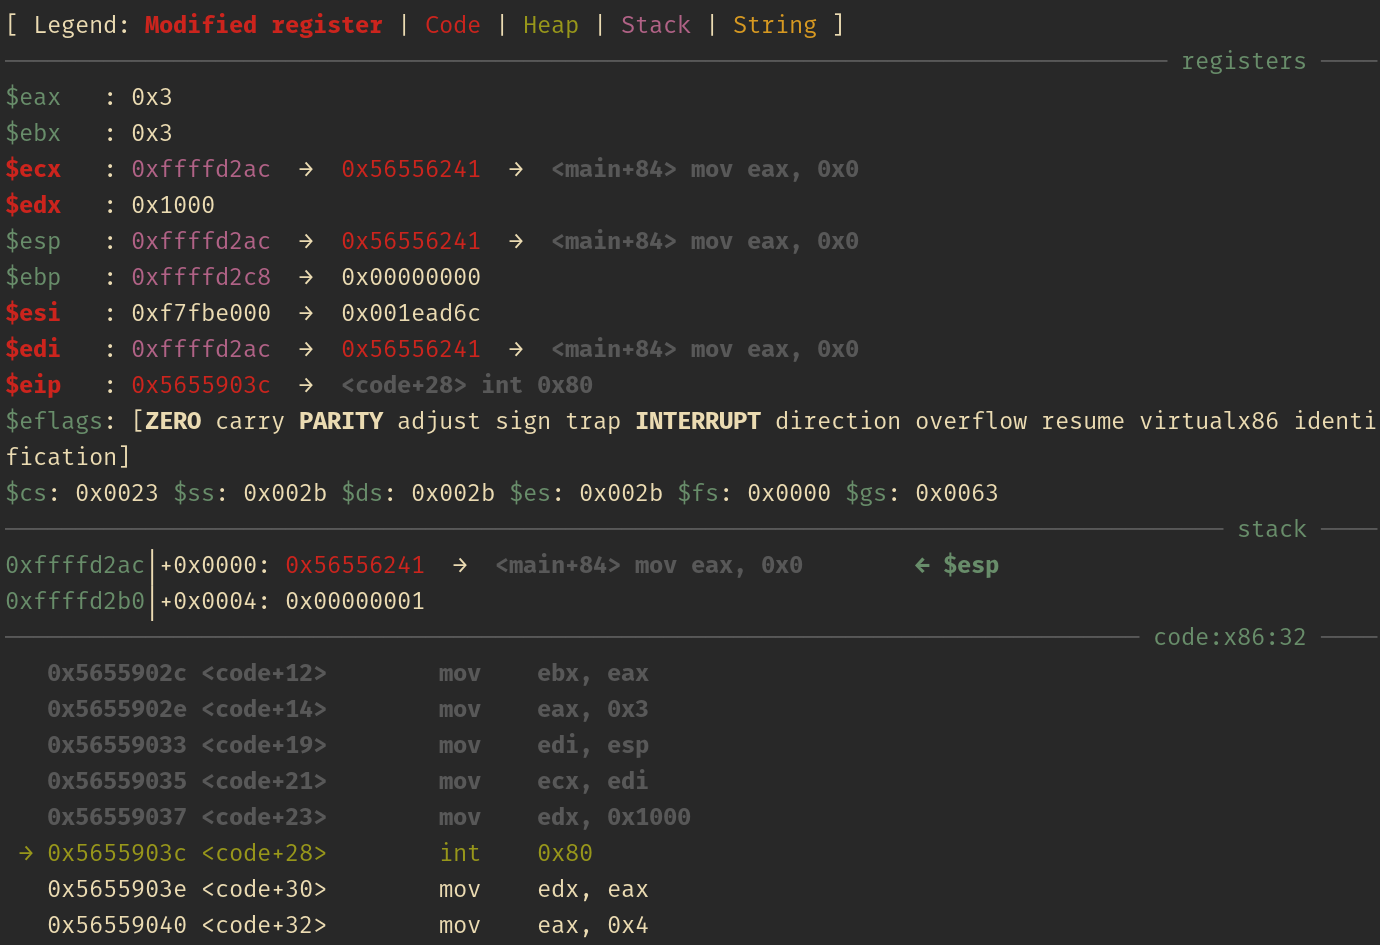 [ Legend: Modified register | Code | Heap | Stack | String ]
registers
$eax : 0x3
$ebx : 0x3
$ecx : 0xffffd2ac → 0x56556241 → <main+84> mov eax, 0x0
$edx : 0x1000
$esp : 0xffffd2ac → 0x56556241 → <main+84> mov eax, 0x0
$ebp : 0xffffd2c8 → 0x00000000
$esi : 0xf7fbe000 → 0x001ead6c
$edi : 0xffffd2ac → 0x56556241 → <main+84> mov eax, 0x0
$eip : 0x5655903c → <code+28> int 0x80
$eflags: [ZERO carry PARITY adjust sign trap INTERRUPT direction overflow resume virtualx86 identi
fication]
$cs: 0x0023 $ss: 0x002b $ds: 0x002b $es: 0x002b $fs: 0x0000 $gs: 0x0063
stack
0xffffd2ac│+0x0000: 0x56556241 → <main+84> mov eax, 0x0 ← $esp
0xffffd2b0│+0x0004: 0x00000001
code:x86:32
0x5655902c <code+12> mov ebx, eax
0x5655902e <code+14> mov eax, 0x3
0x56559033 <code+19> mov edi, esp
0x56559035 <code+21> mov ecx, edi
0x56559037 <code+23> mov edx, 0x1000
→ 0x5655903c <code+28> int 0x80
0x5655903e <code+30> mov edx, eax
0x56559040 <code+32> mov eax, 0x4